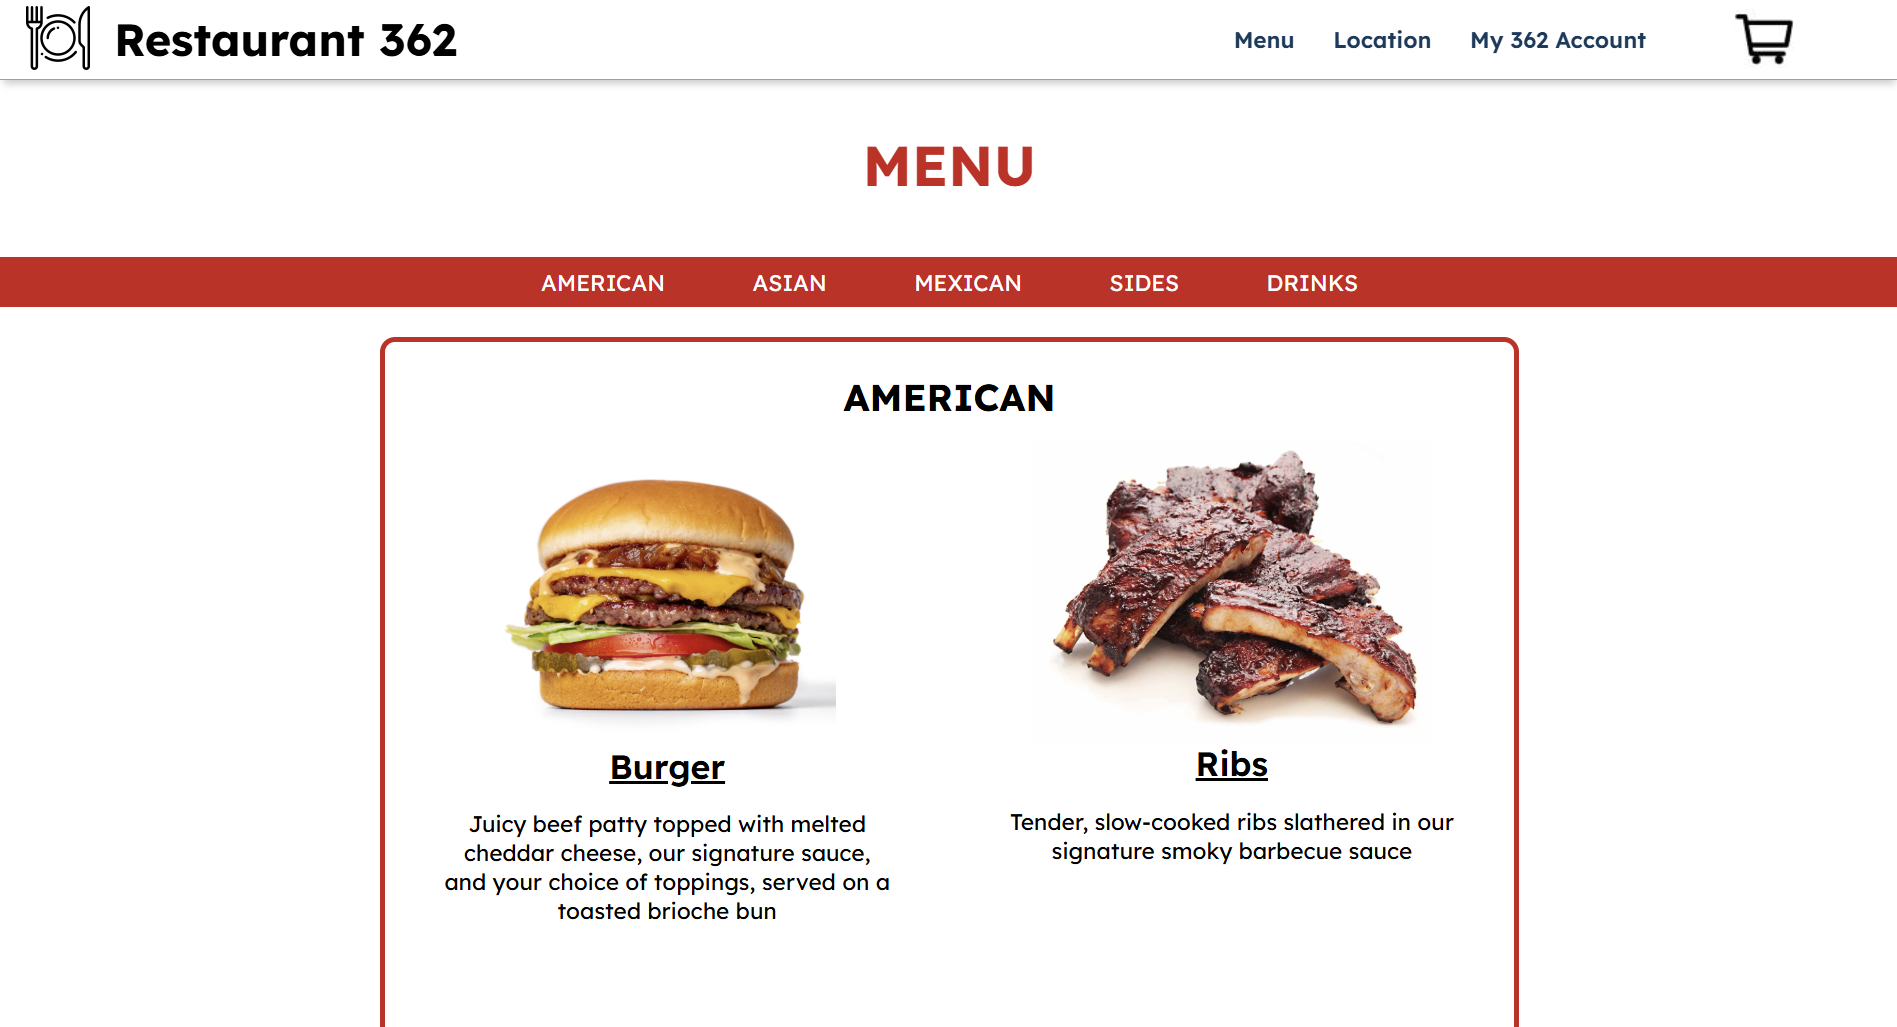 Restaurant 362
Menu Location My 362 Account
MENU
AMERICAN ASIAN MEXICAN SIDES DRINKS
AMERICAN
Burger
Juicy beef patty topped with melted
cheddar cheese, our signature sauce,
and your choice of toppings, served on a
toasted brioche bun
Ribs
Tender, slow-cooked ribs slathered in our
signature smoky barbecue sauce